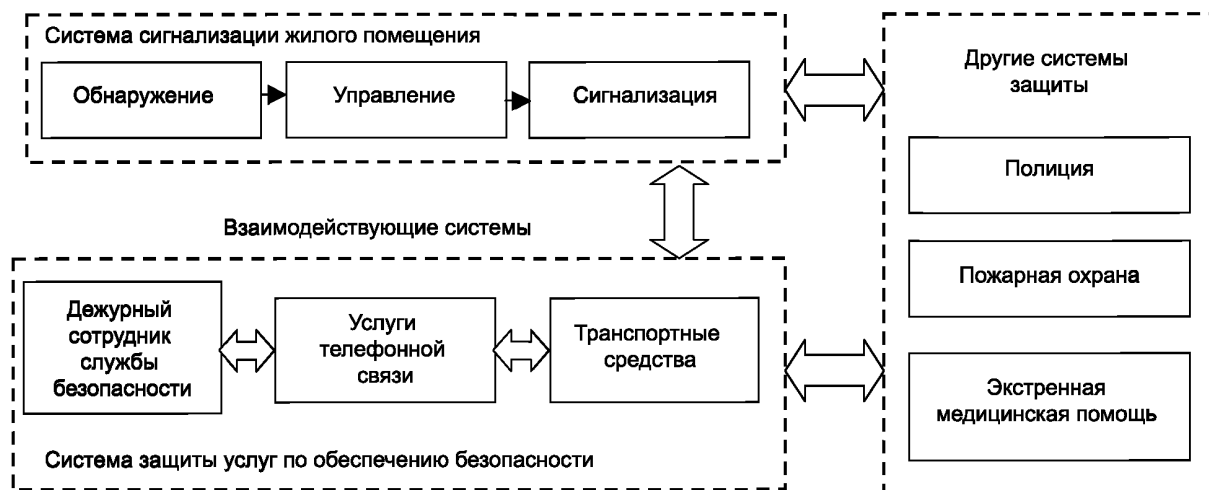 Система сигнализации жилого помещения
Обнаружение
Управление
Сигнализация
Другие системы
защиты
Полиция
Взаимодействующие системы
Пожарная охрана
Дежурный
сотрудник
службы
безопасности
Услуги
телефонной
связи
Транспортные
средства
Экстренная
медицинская помощь
Система защиты услуг по обеспечению безопасности